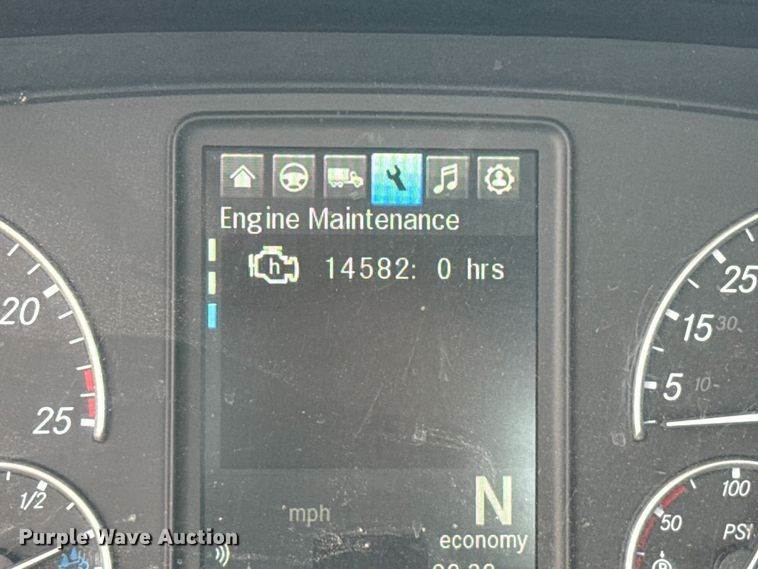 Engine Maintenance
h 14582: 0 hrs
20
25
1/2
25
15 30
5 10
mph
N
economy
100
50
PSI
P
Purple Wave Auction